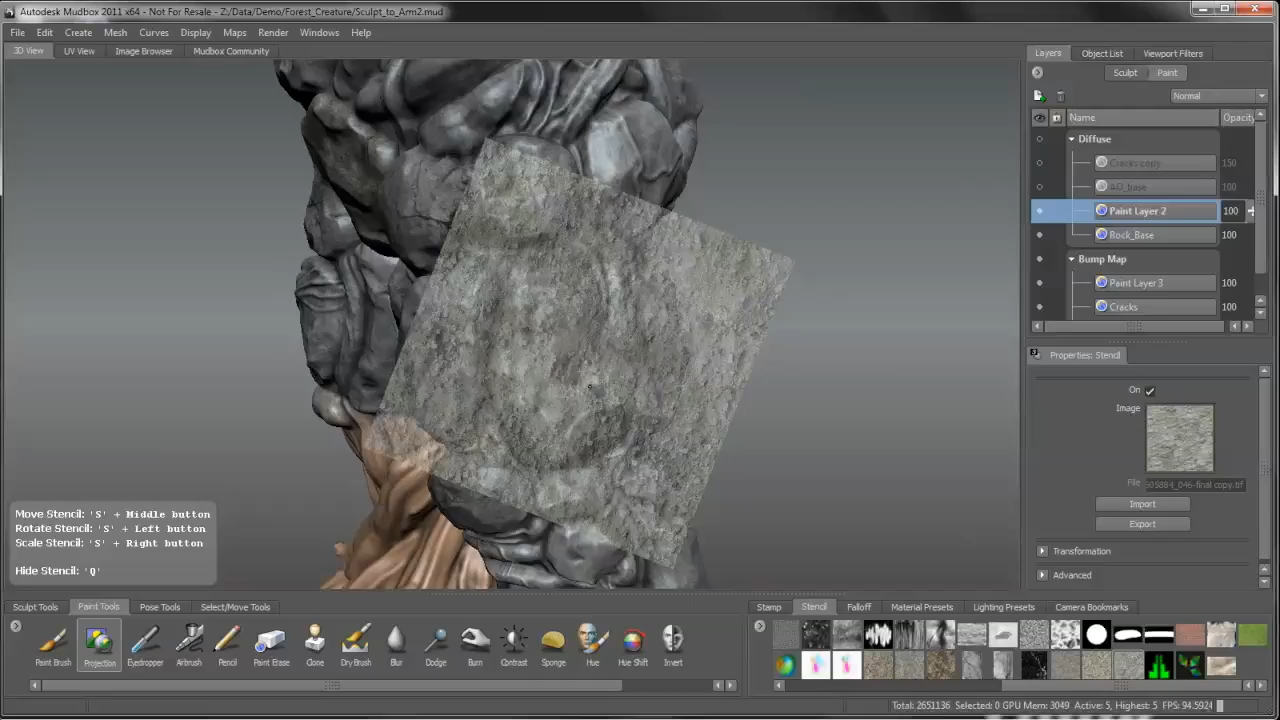 Autodesk Mudbox 2011 x64 - Not For Resale - Z:/Data/Demo/Forest_Creature/Sculpt_to_Arm2.mud
File Edit Create Mesh Curves Display Maps Render Windows Help
3D View UV View Image Browser Mudbox Community
Layers Object List Viewport Filters
Sculpt Paint
Normal
Name Opacity
Diffuse
Cracks copy 150
AO_base 100
Paint Layer 2 100
Rock_Base 100
Bump Map
Paint Layer 3 100
Cracks 100
Properties: Stencil
On
Image
File 505884_046-final copy.tif
Import
Export
Transformation
Advanced
Move Stencil: 'S' + Middle button
Rotate Stencil: 'S' + Left button
Scale Stencil: 'S' + Right button
Hide Stencil: 'Q'
Sculpt Tools Paint Tools Pose Tools Select/Move Tools
Stamp Stencil Falloff Material Presets Lighting Presets Camera Bookmarks
Paint Brush Projection Eyedropper Airbrush Pencil Paint Erase Clone Dry Brush Blur Dodge Burn Contrast Sponge Hue Hue Shift Invert
Total: 2651136 Selected: 0 GPU Mem: 3049 Active: 5, Highest: 5 FPS: 94.5924